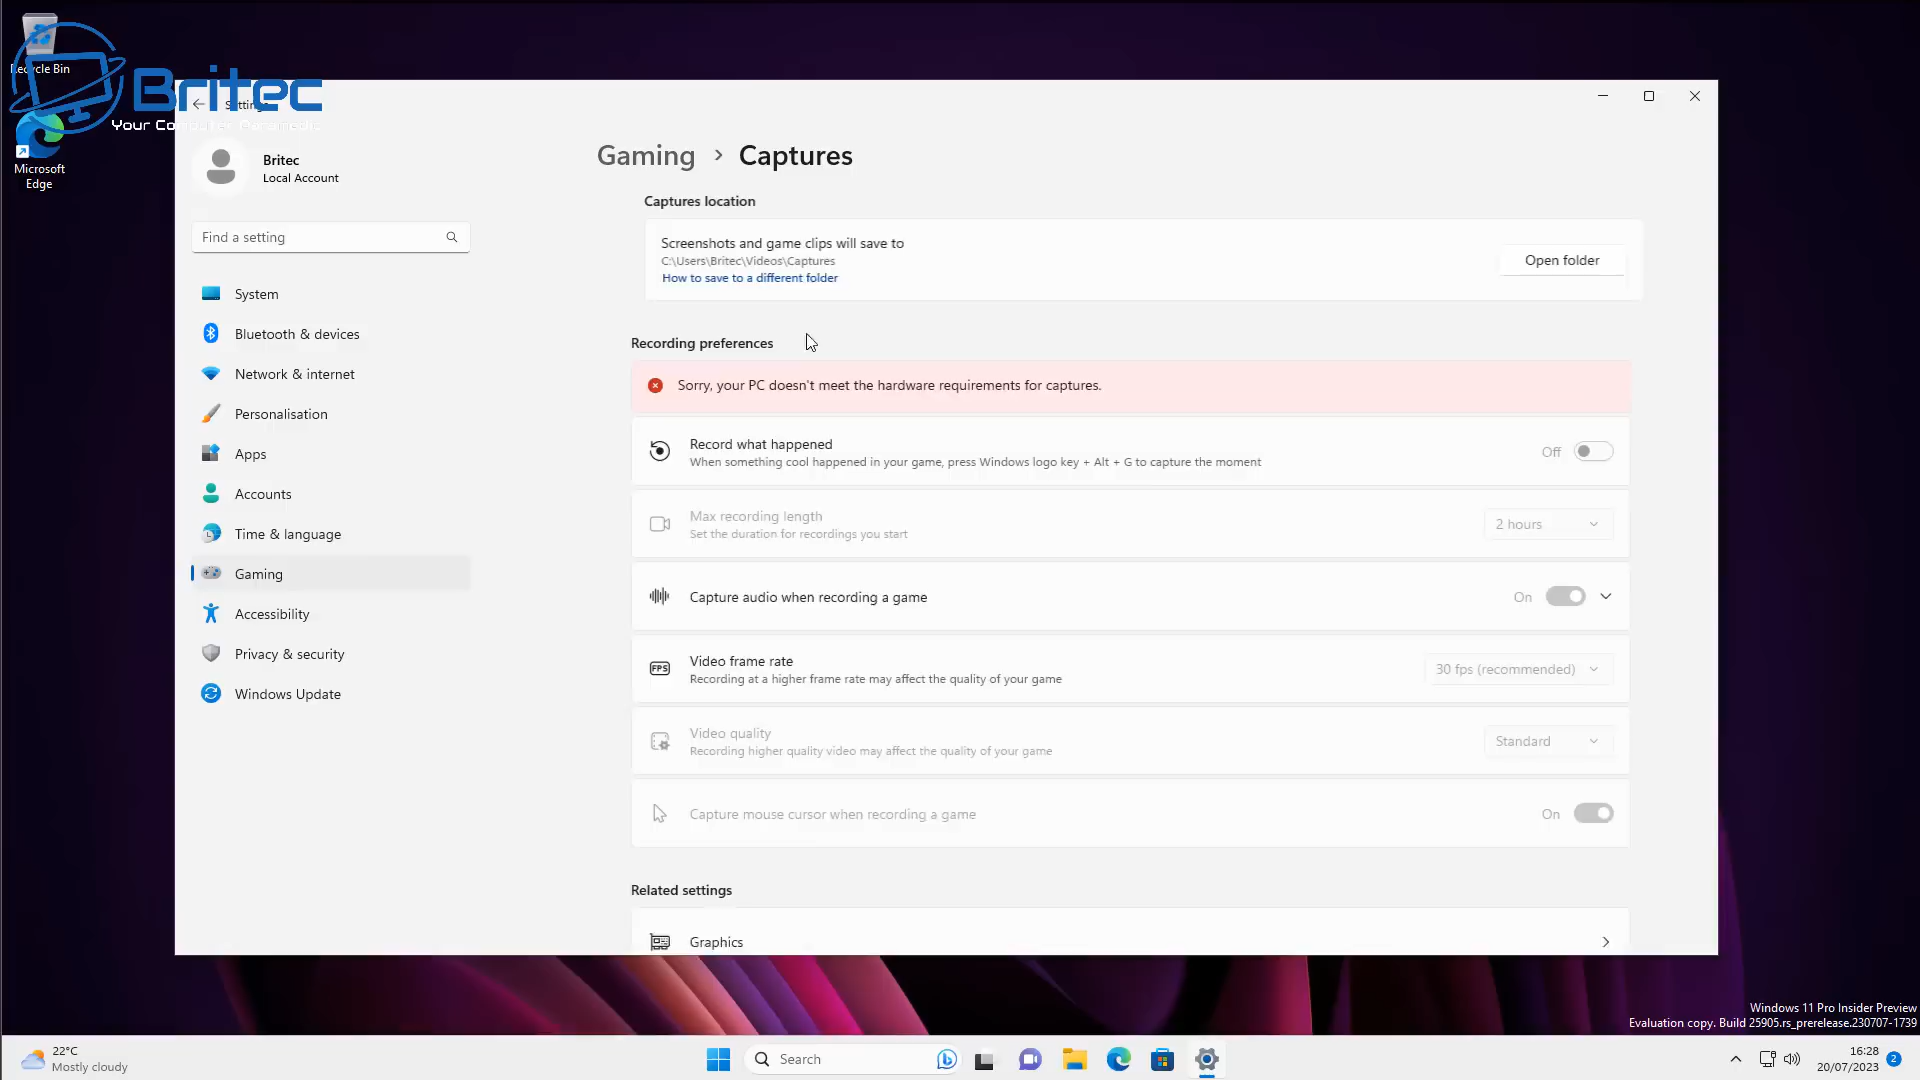 Recycle Bin
Britec
Your Computer Paramedic
Microsoft
Edge
Settings
Britec
Local Account
Find a setting
System
Bluetooth & devices
Network & internet
Personalisation
Apps
Accounts
Time & language
Gaming
Accessibility
Privacy & security
Windows Update
Gaming > Captures
Captures location
Screenshots and game clips will save to
C:\Users\Britec\Videos\Captures
How to save to a different folder
Open folder
Recording preferences
Sorry, your PC doesn't meet the hardware requirements for captures.
Record what happened
When something cool happened in your game, press Windows logo key + Alt + G to capture the moment
Off
Max recording length
Set the duration for recordings you start
2 hours
Capture audio when recording a game
On
FPS
Video frame rate
Recording at a higher frame rate may affect the quality of your game
30 fps (recommended)
Video quality
Recording higher quality video may affect the quality of your game
Standard
Capture mouse cursor when recording a game
On
Related settings
Graphics
Windows 11 Pro Insider Preview
Evaluation copy. Build 25905.rs_prerelease.230707-1739
22°C
Mostly cloudy
Search
16:28
20/07/2023
2